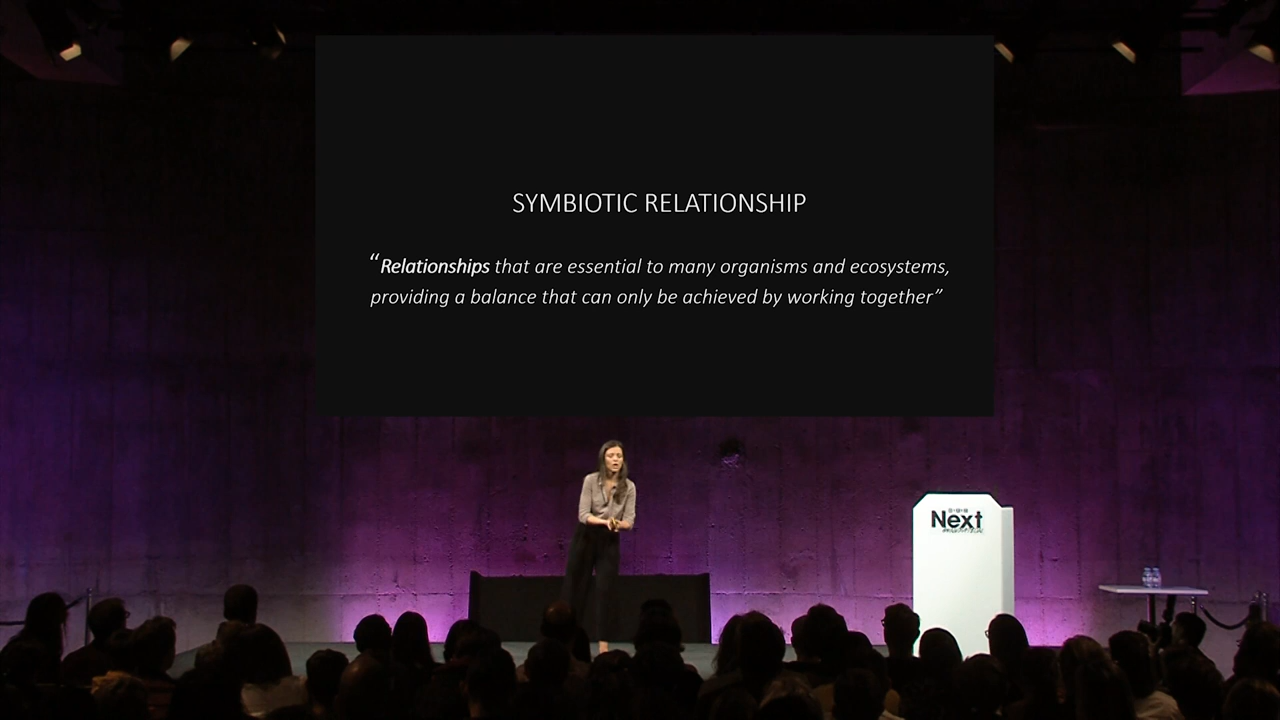 SYMBIOTIC RELATIONSHIP
“Relationships that are essential to many organisms and ecosystems,
providing a balance that can only be achieved by working together”
Next